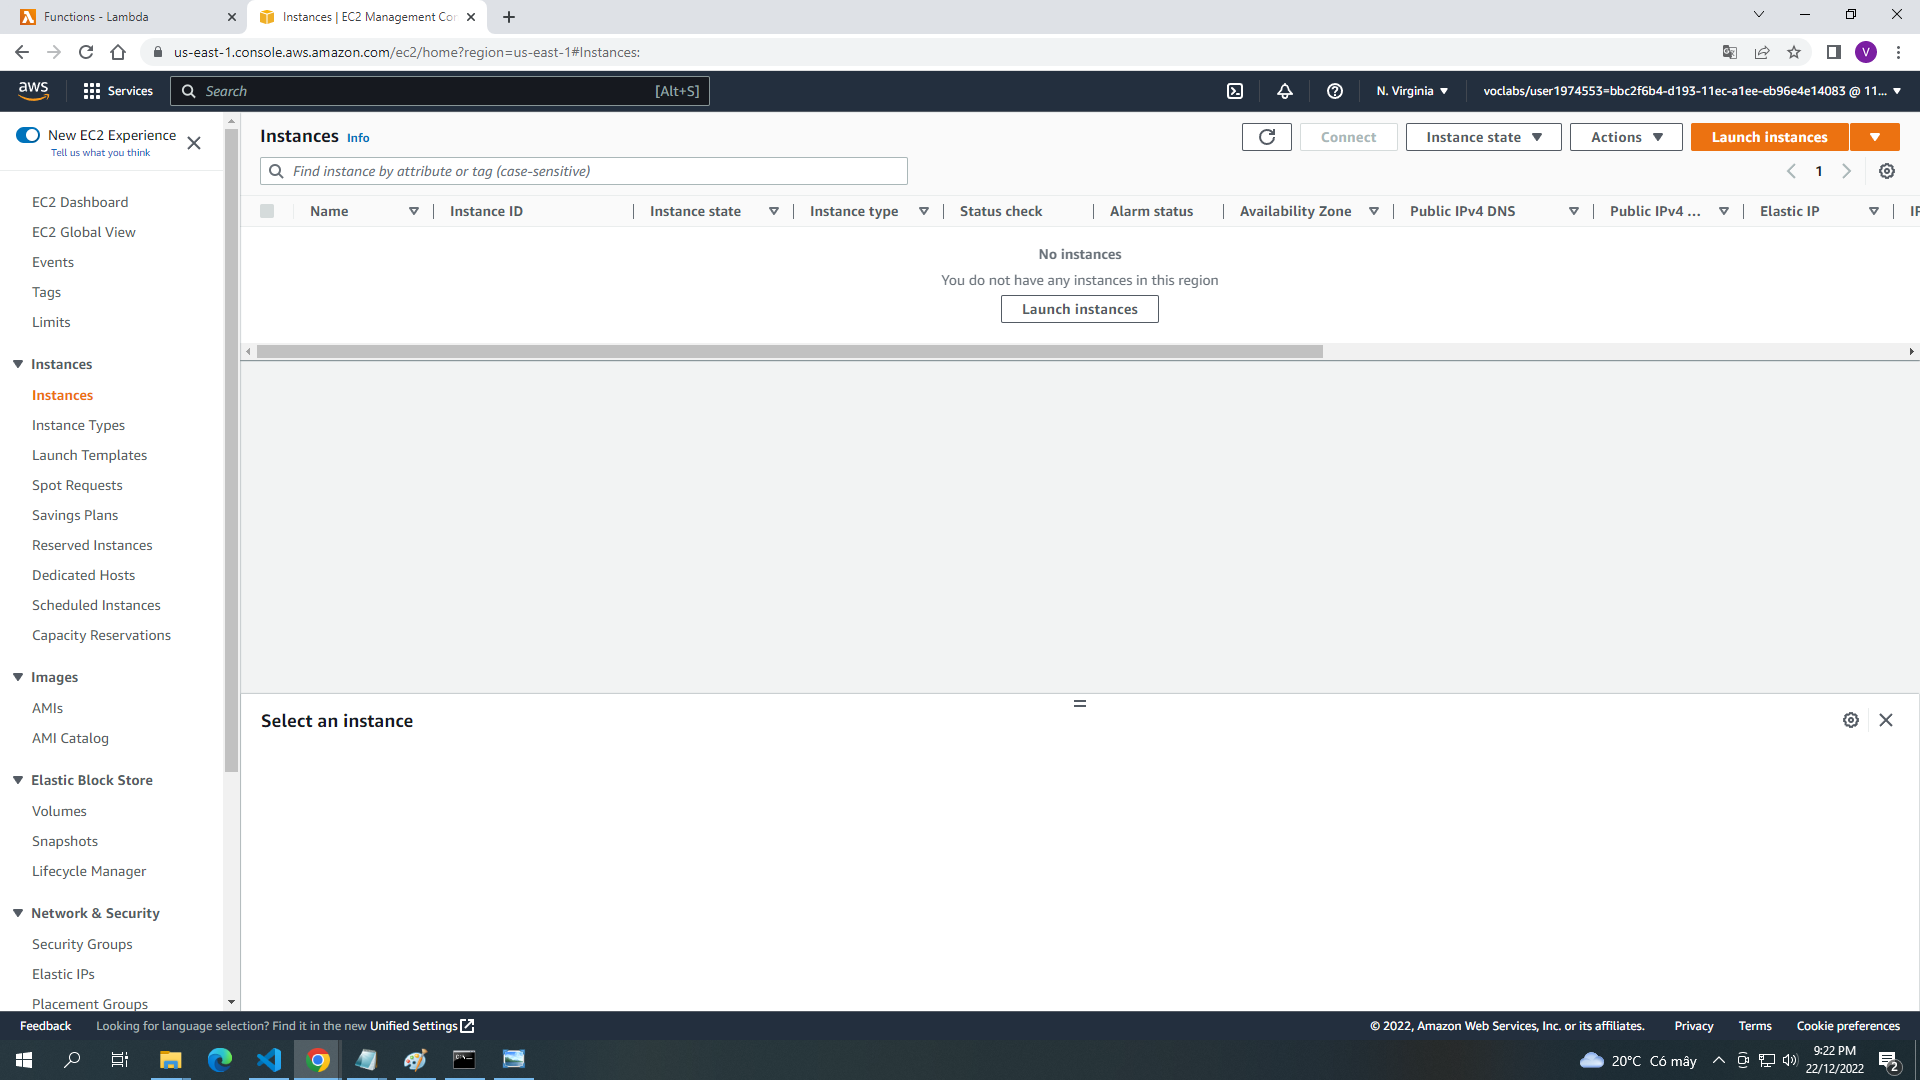 Functions - Lambda
Instances | EC2 Management Con
us-east-1.console.aws.amazon.com/ec2/home?region=us-east-1#Instances:
V
aws
Services
Search
[Alt+S]
N. Virginia
voclabs/user1974553=bbc2f6b4-d193-11ec-a1ee-eb96e4e14083 @ 11...
New EC2 Experience
Tell us what you think
EC2 Dashboard
EC2 Global View
Events
Tags
Limits
Instances
Instances
Instance Types
Launch Templates
Spot Requests
Savings Plans
Reserved Instances
Dedicated Hosts
Scheduled Instances
Capacity Reservations
Images
AMIs
AMI Catalog
Elastic Block Store
Volumes
Snapshots
Lifecycle Manager
Network & Security
Security Groups
Elastic IPs
Placement Groups
Instances Info
Connect
Instance state
Actions
Launch instances
Find instance by attribute or tag (case-sensitive)
1
Name
Instance ID
Instance state
Instance type
Status check
Alarm status
Availability Zone
Public IPv4 DNS
Public IPv4 ...
Elastic IP
IP
No instances
You do not have any instances in this region
Launch instances
Select an instance
Feedback
Looking for language selection? Find it in the new Unified Settings
© 2022, Amazon Web Services, Inc. or its affiliates.
Privacy
Terms
Cookie preferences
20°C Có mây
9:22 PM
22/12/2022
2